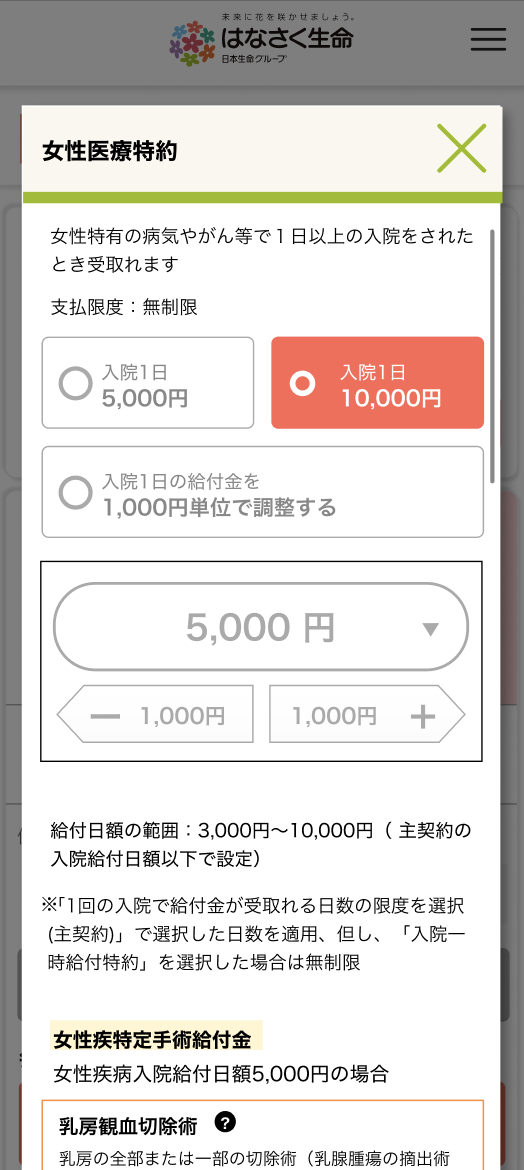 未来に花を咲かせましょう。
はなさく生命
日本生命グループ
女性医療特約
女性特有の病気やがん等で１日以上の入院をされた
とき受取れます
支払限度：無制限
入院1日
5,000円
入院1日
10,000円
入院1日の給付金を
1,000円単位で調整する
5,000 円 ▼
— 1,000円
1,000円 +
給付日額の範囲：3,000円〜10,000円（ 主契約の
入院給付日額以下で設定）
※「1回の入院で給付金が受取れる日数の限度を選択
(主契約)」で選択した日数を適用、但し、「入院一
時給付特約」を選択した場合は無制限
女性疾特定手術給付金
女性疾病入院給付日額5,000円の場合
乳房観血切除術 ?
乳房の全部または一部の切除術（乳腺腫瘍の摘出術